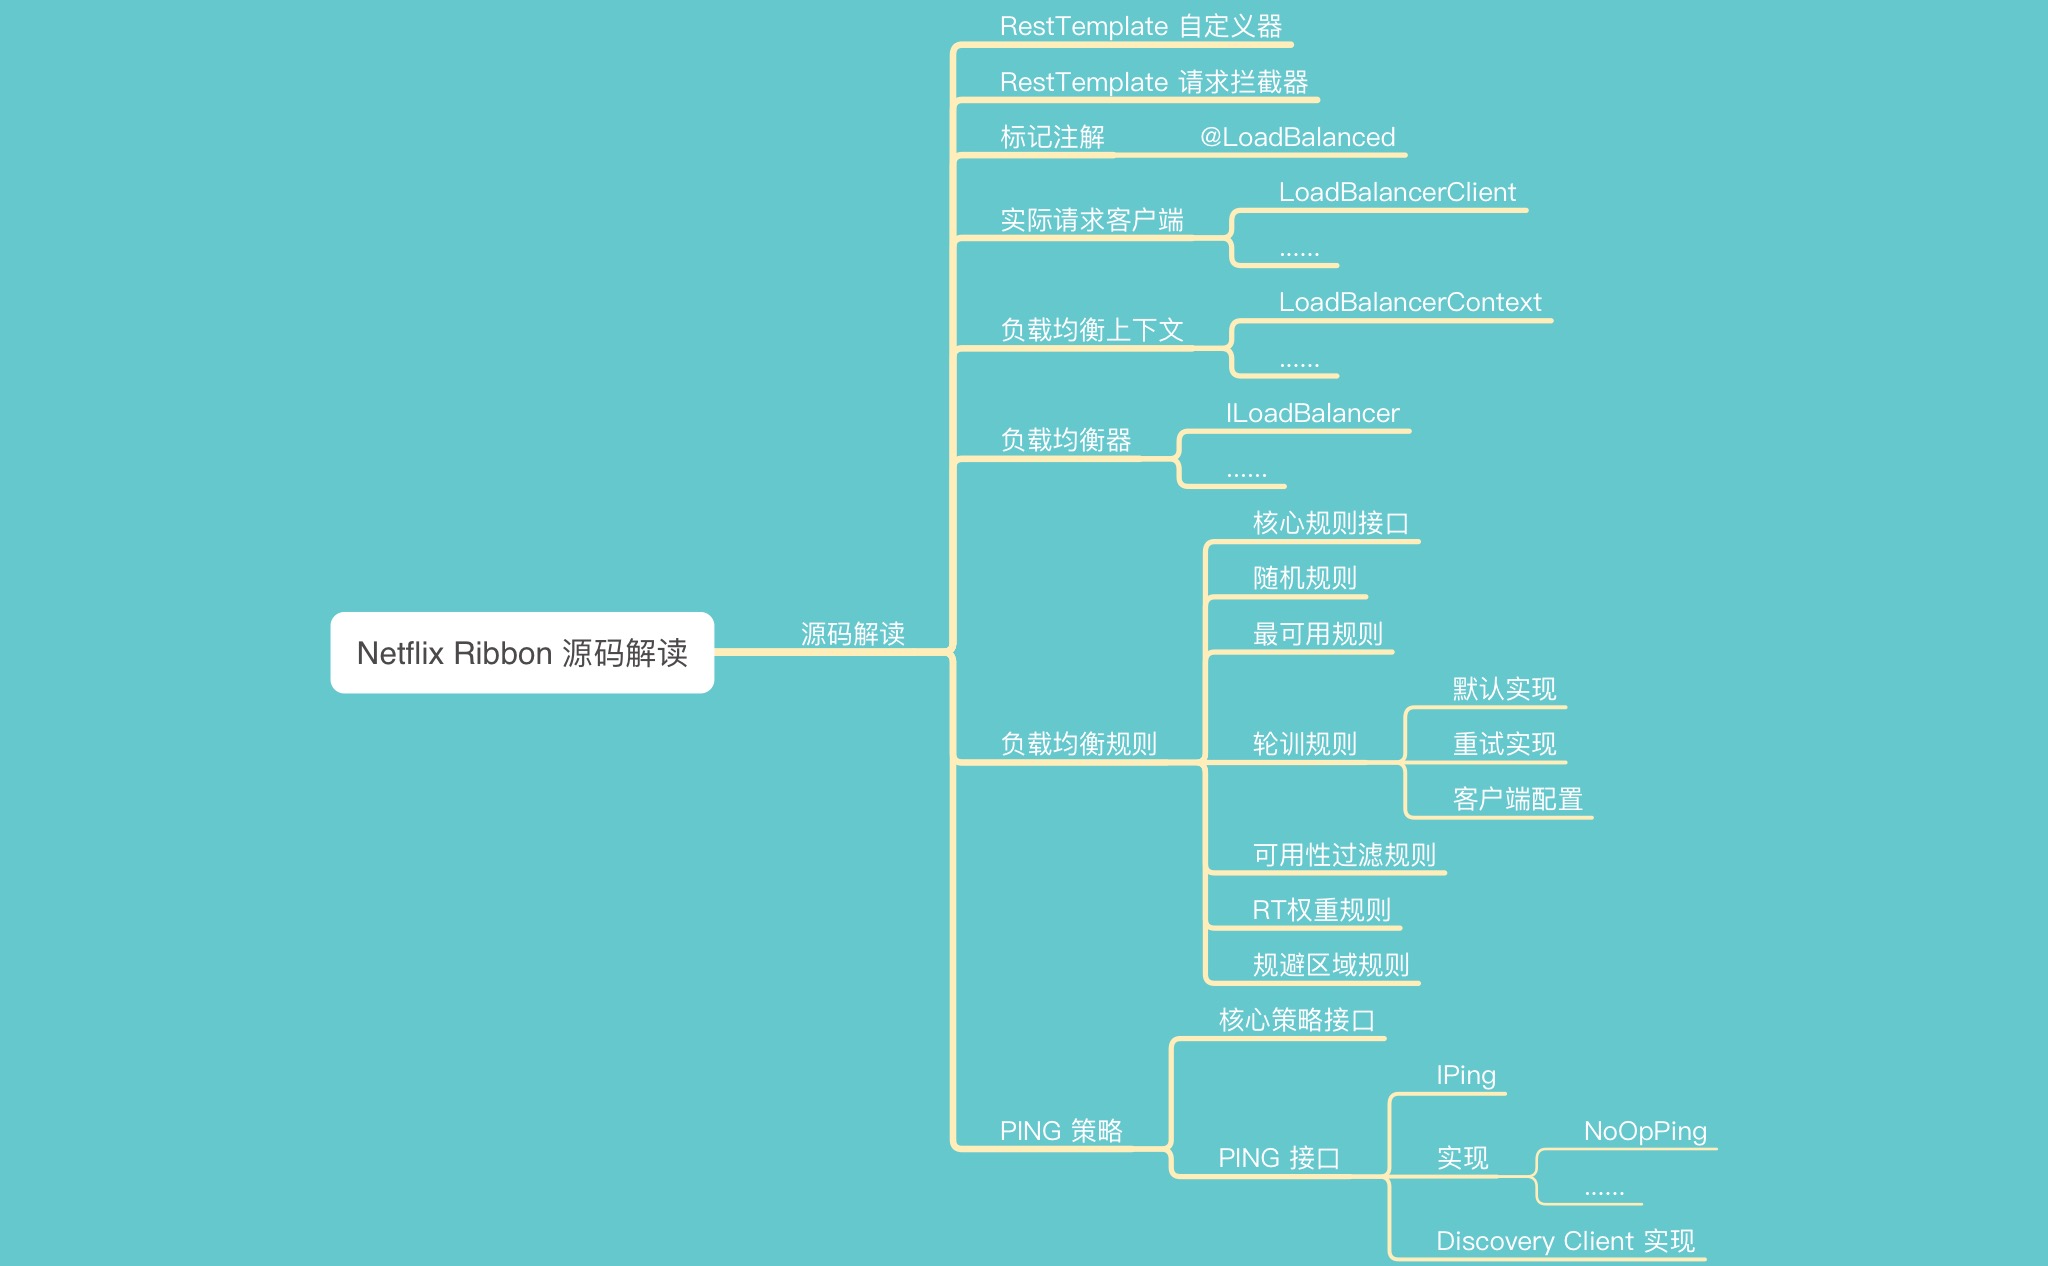 Netflix Ribbon 源码解读
源码解读
RestTemplate 自定义器
RestTemplate 请求拦截器
标记注解
@LoadBalanced
实际请求客户端
LoadBalancerClient
......
负载均衡上下文
LoadBalancerContext
......
负载均衡器
ILoadBalancer
......
负载均衡规则
核心规则接口
随机规则
最可用规则
轮训规则
默认实现
重试实现
客户端配置
可用性过滤规则
RT权重规则
规避区域规则
PING 策略
核心策略接口
PING 接口
IPing
实现
NoOpPing
......
Discovery Client 实现